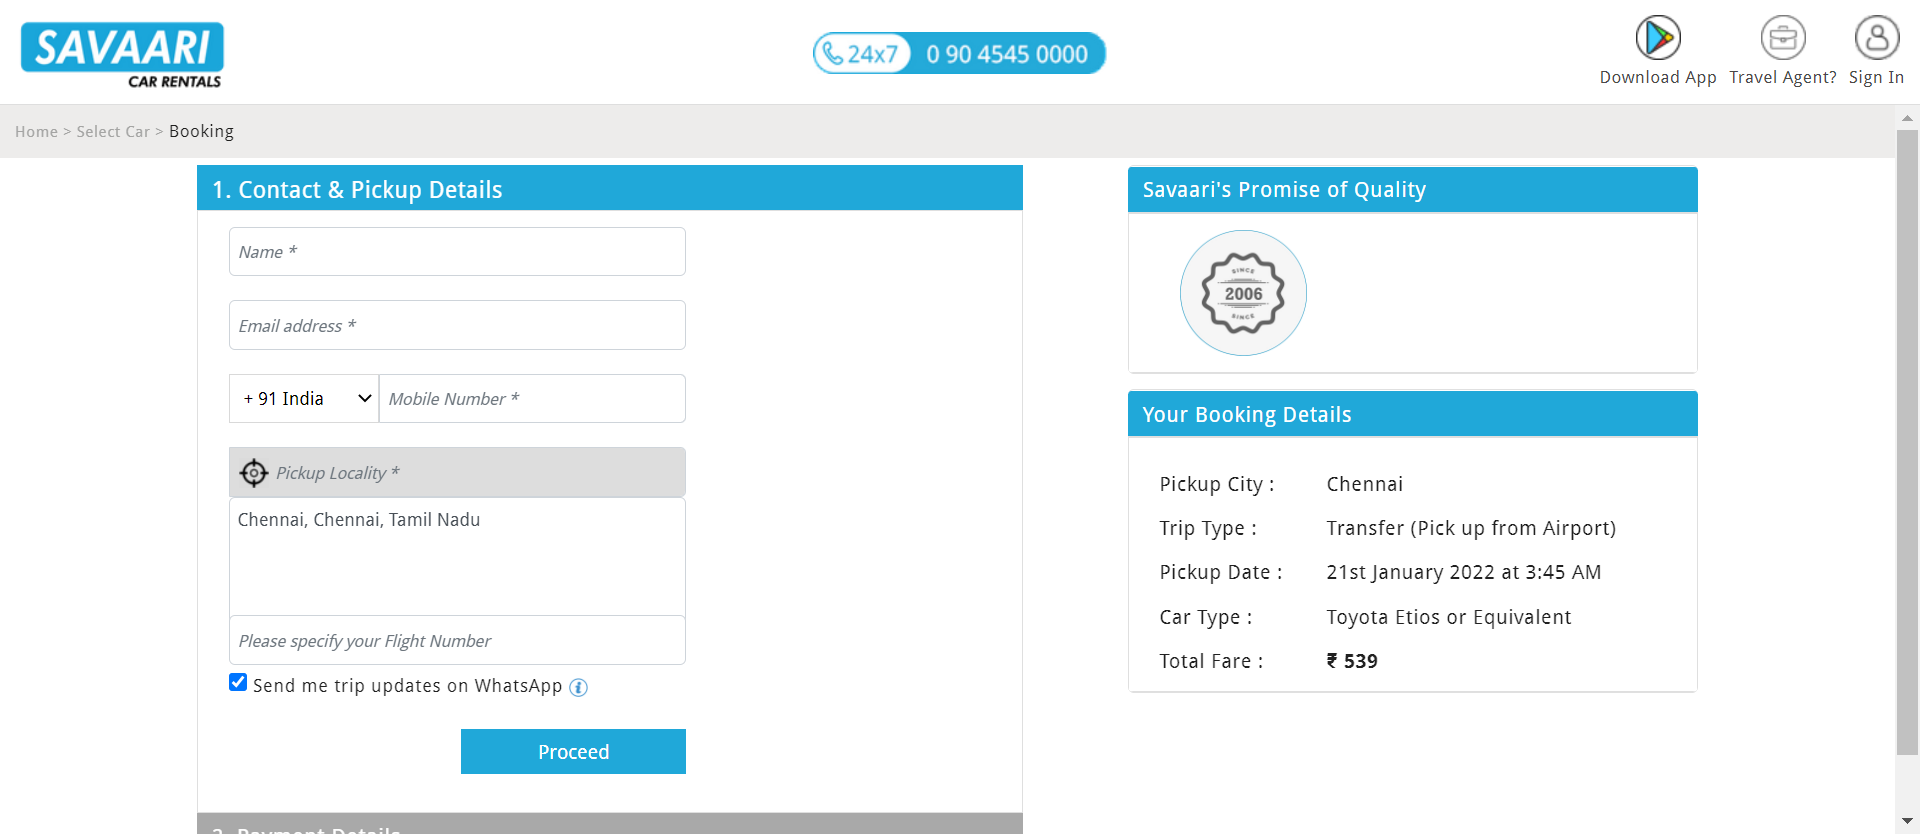 SAVAARI
CAR RENTALS
24x7 0 90 4545 0000
Download App
Travel Agent?
Sign In
Home > Select Car > Booking
1. Contact & Pickup Details
Name *
Email address *
+ 91 India
Mobile Number *
Pickup Locality *
Chennai, Chennai, Tamil Nadu
Please specify your Flight Number
Send me trip updates on WhatsApp
Proceed
2. Payment Details
Savaari's Promise of Quality
SINCE
2006
SINCE
Your Booking Details
Pickup City : Chennai
Trip Type : Transfer (Pick up from Airport)
Pickup Date : 21st January 2022 at 3:45 AM
Car Type : Toyota Etios or Equivalent
Total Fare : ₹ 539